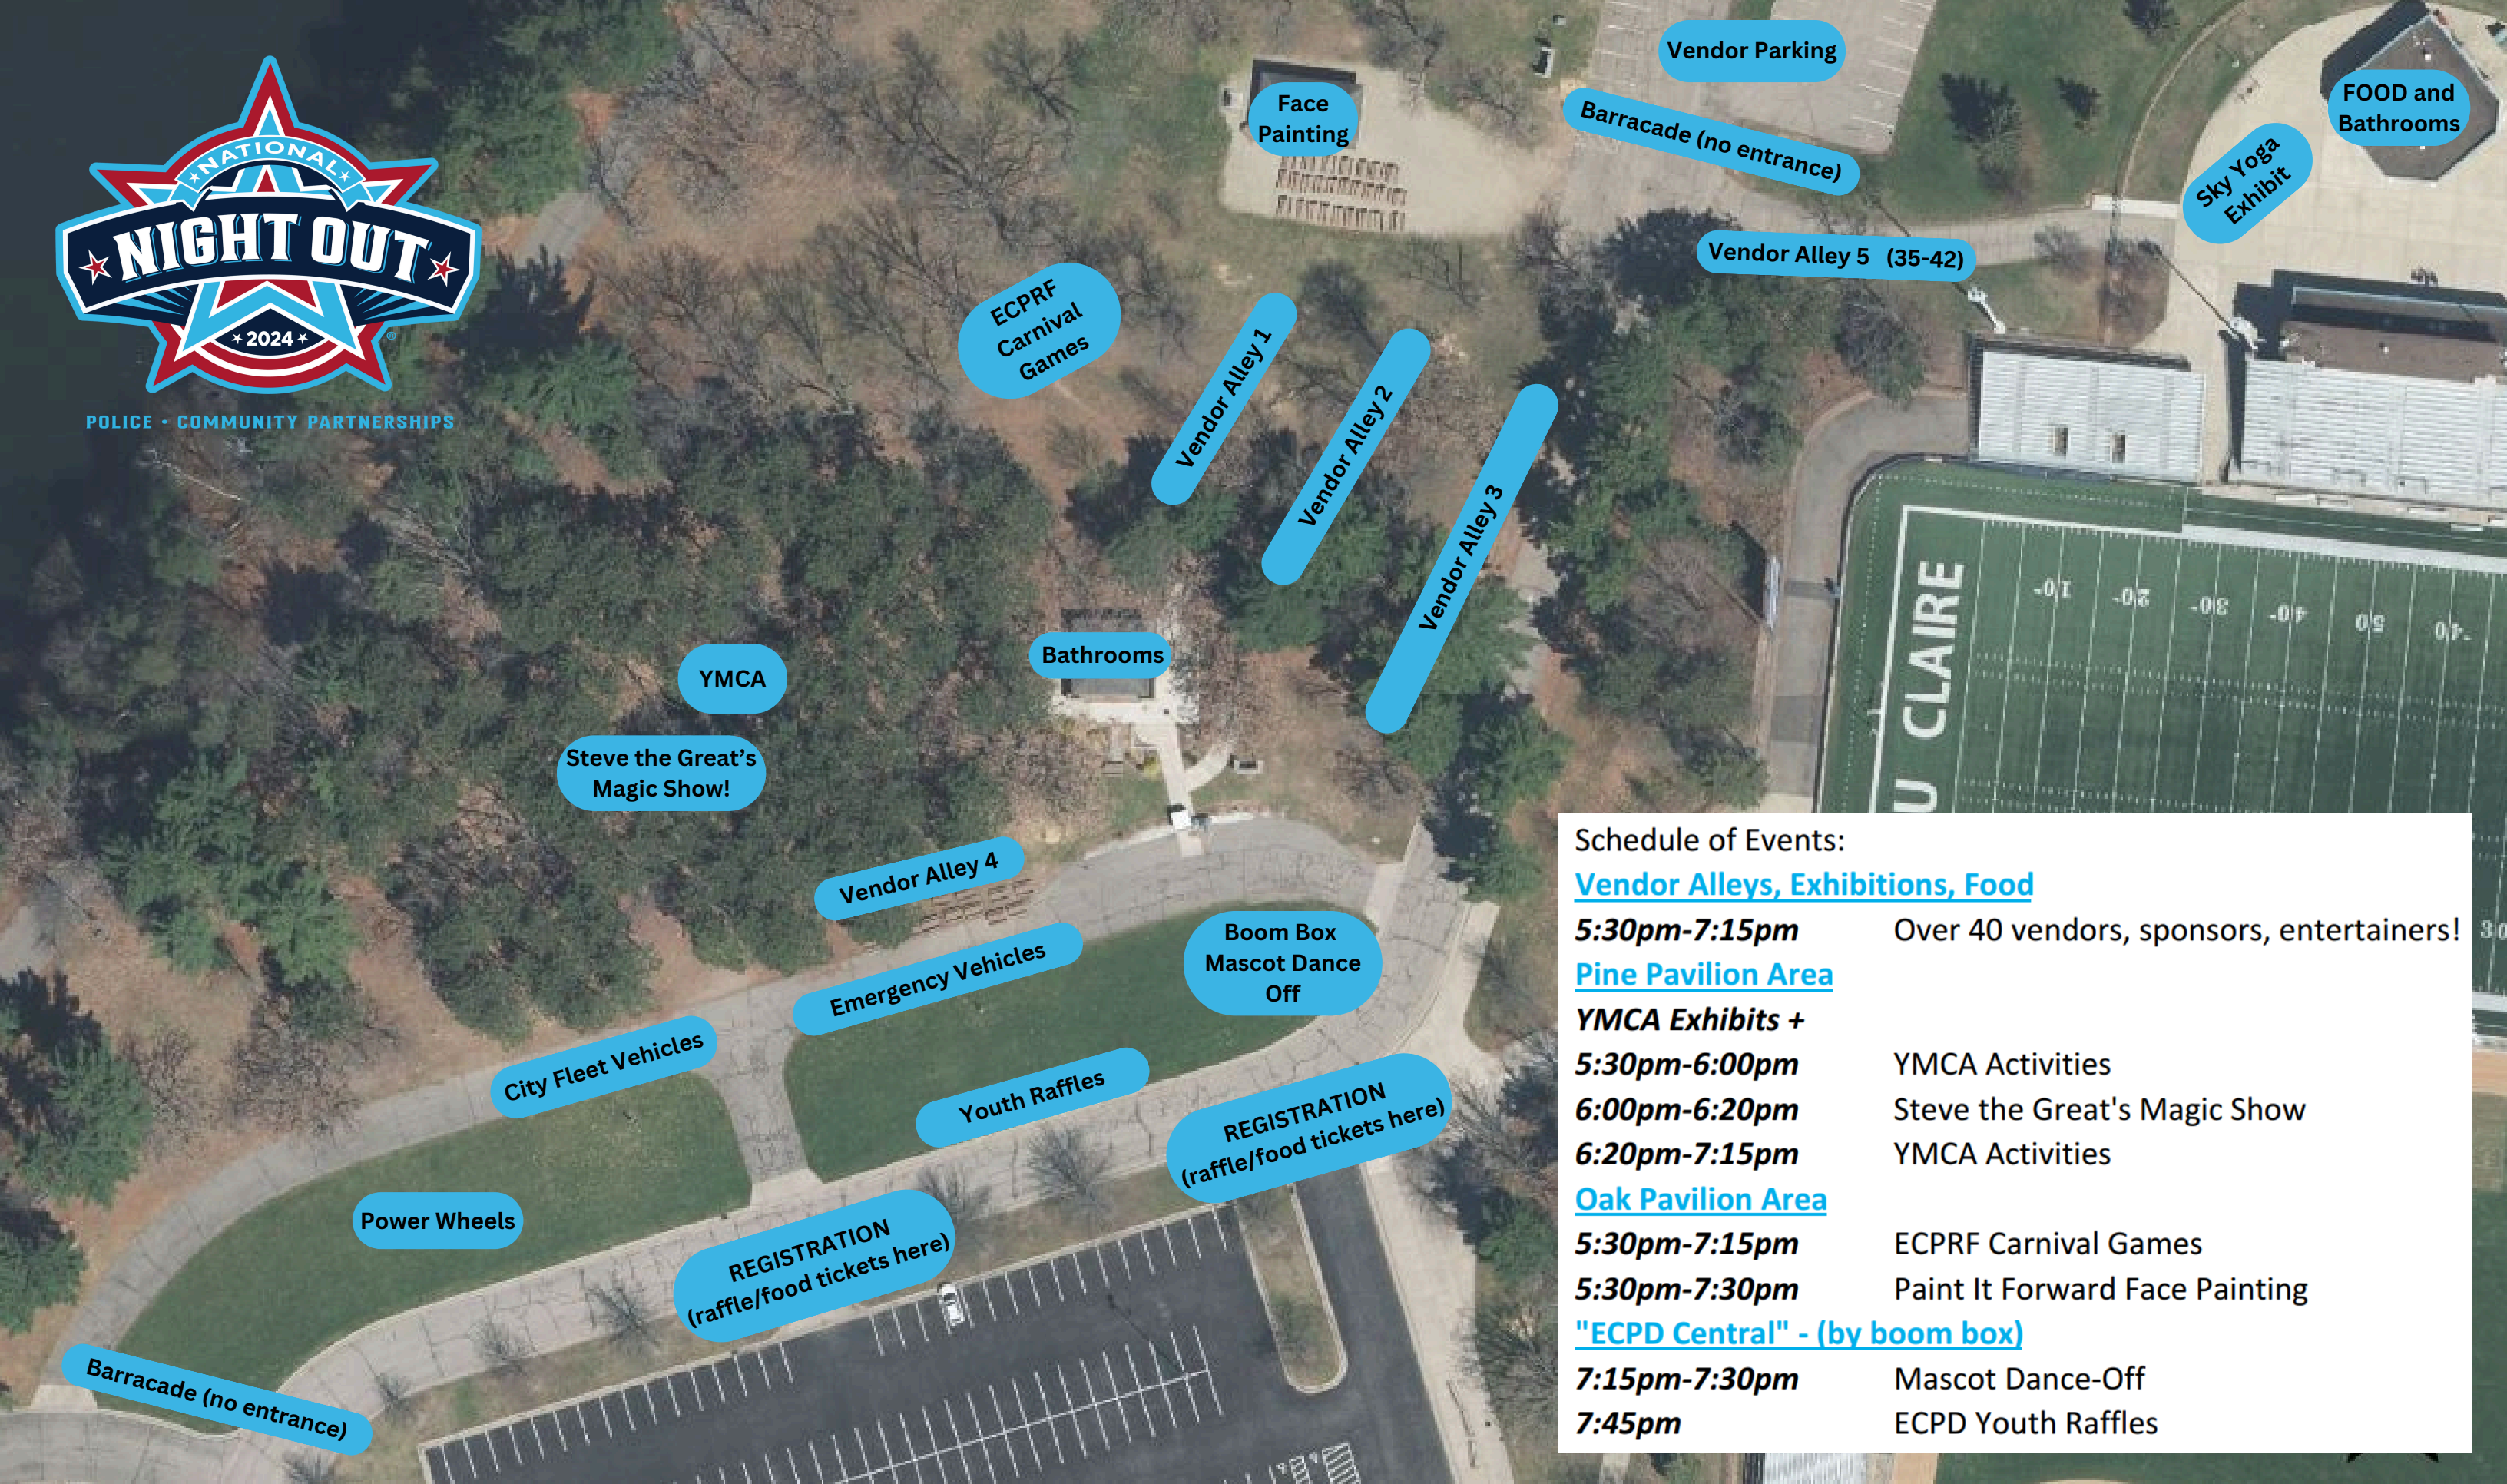 NATIONAL
NIGHT OUT
2024
®
POLICE • COMMUNITY PARTNERSHIPS
Vendor Parking
Face
Painting
Barracade (no entrance)
FOOD and
Bathrooms
Sky Yoga
Exhibit
Vendor Alley 5 (35-42)
ECPRF
Carnival
Games
Vendor Alley 1
Vendor Alley 2
Vendor Alley 3
Bathrooms
YMCA
Steve the Great’s
Magic Show!
Vendor Alley 4
Emergency Vehicles
Boom Box
Mascot Dance
Off
City Fleet Vehicles
Youth Raffles
REGISTRATION
(raffle/food tickets here)
Power Wheels
REGISTRATION
(raffle/food tickets here)
Barracade (no entrance)
U CLAIRE
10
20
30
40
50
40
30
Schedule of Events:
Vendor Alleys, Exhibitions, Food
5:30pm-7:15pm Over 40 vendors, sponsors, entertainers!
Pine Pavilion Area
YMCA Exhibits +
5:30pm-6:00pm YMCA Activities
6:00pm-6:20pm Steve the Great's Magic Show
6:20pm-7:15pm YMCA Activities
Oak Pavilion Area
5:30pm-7:15pm ECPRF Carnival Games
5:30pm-7:30pm Paint It Forward Face Painting
"ECPD Central" - (by boom box)
7:15pm-7:30pm Mascot Dance-Off
7:45pm ECPD Youth Raffles